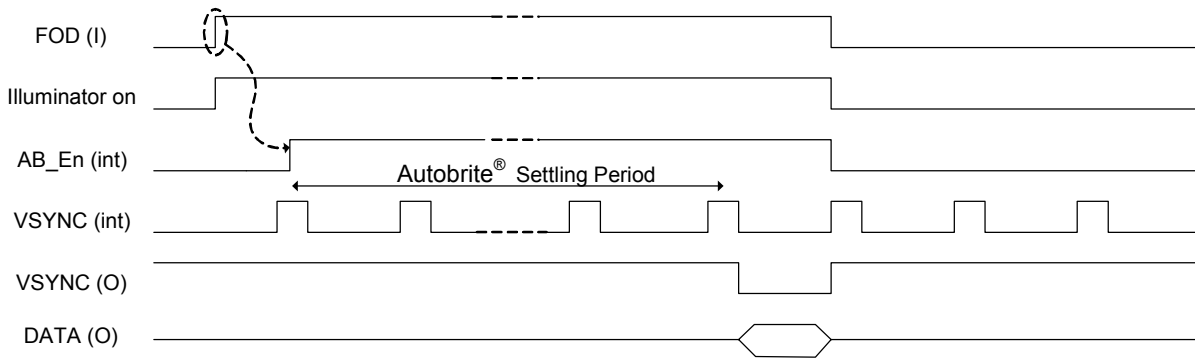 FOD (I)
Illuminator on
AB_En (int)
Autobrite® Settling Period
VSYNC (int)
VSYNC (O)
DATA (O)